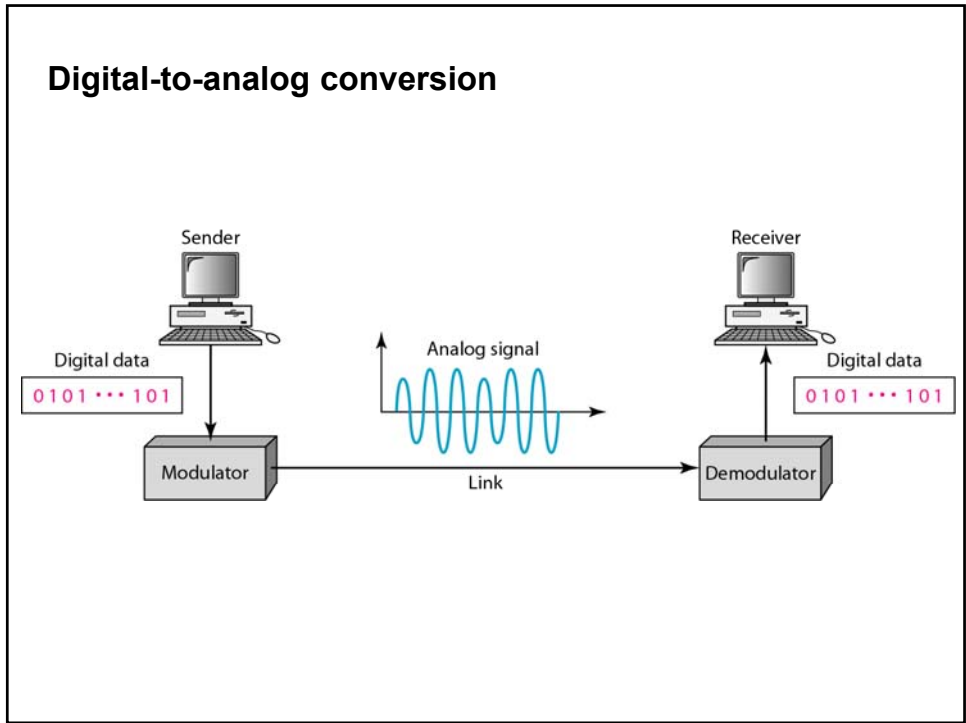 Digital-to-analog conversion
Sender
Receiver
Digital data
0101 ··· 101
Analog signal
Digital data
0101 ··· 101
Modulator
Link
Demodulator